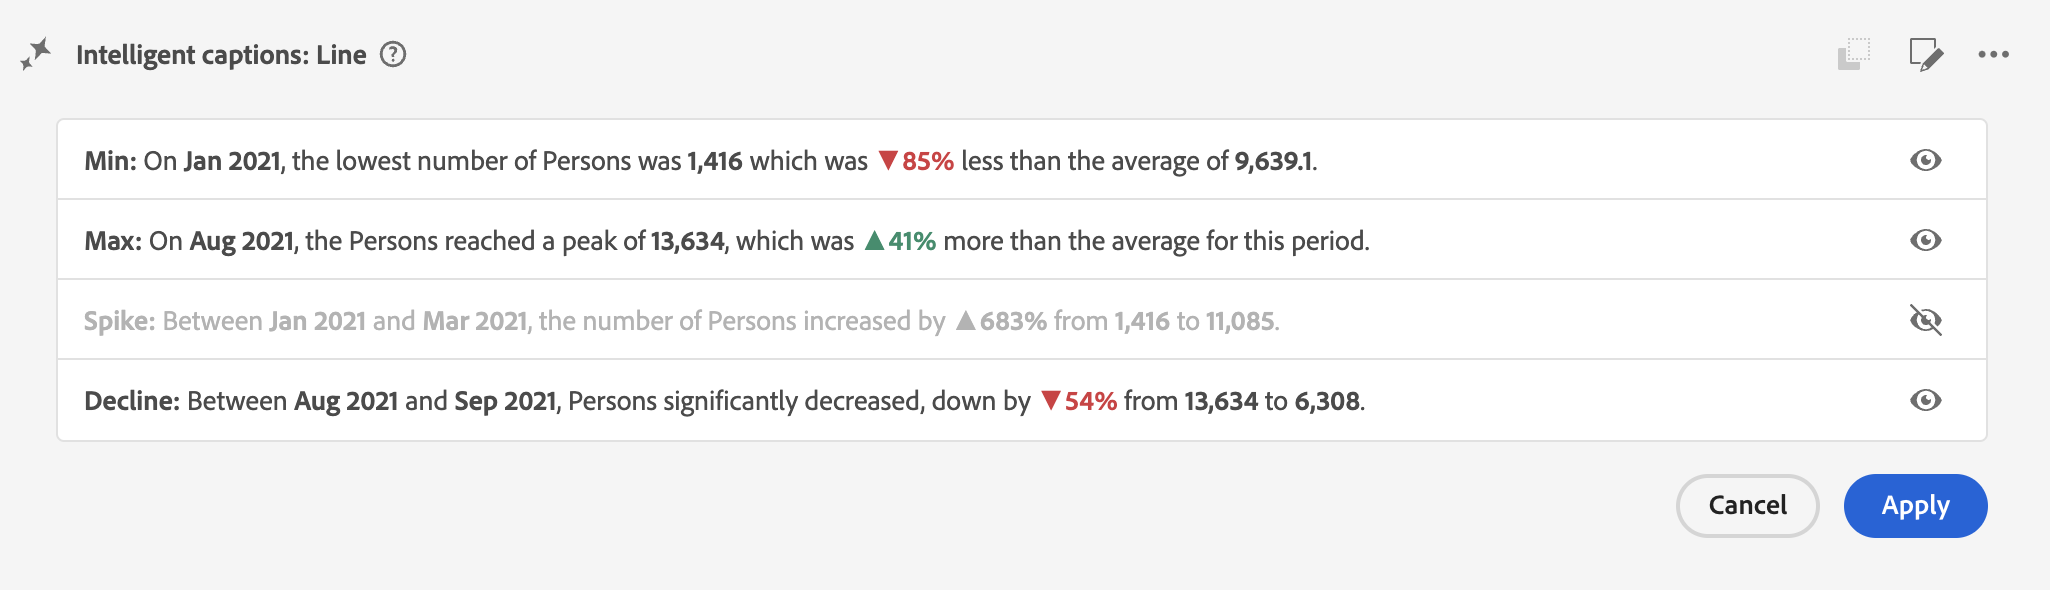 Intelligent captions: Line ?
Min: On Jan 2021, the lowest number of Persons was 1,416 which was ▼85% less than the average of 9,639.1.
Max: On Aug 2021, the Persons reached a peak of 13,634, which was ▲41% more than the average for this period.
Spike: Between Jan 2021 and Mar 2021, the number of Persons increased by ▲683% from 1,416 to 11,085.
Decline: Between Aug 2021 and Sep 2021, Persons significantly decreased, down by ▼54% from 13,634 to 6,308.
Cancel Apply